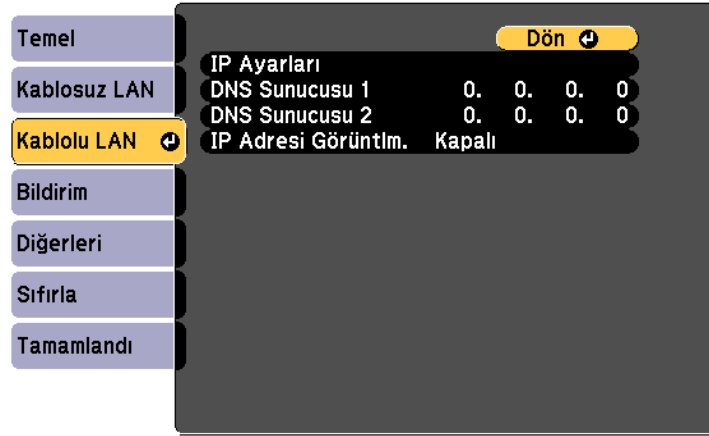 Temel
Kablosuz LAN
Kablolu LAN
Bildirim
Diğerleri
Sıfırla
Tamamlandı
Dön
IP Ayarları
DNS Sunucusu 1 0. 0. 0. 0
DNS Sunucusu 2 0. 0. 0. 0
IP Adresi Görüntlm. Kapalı